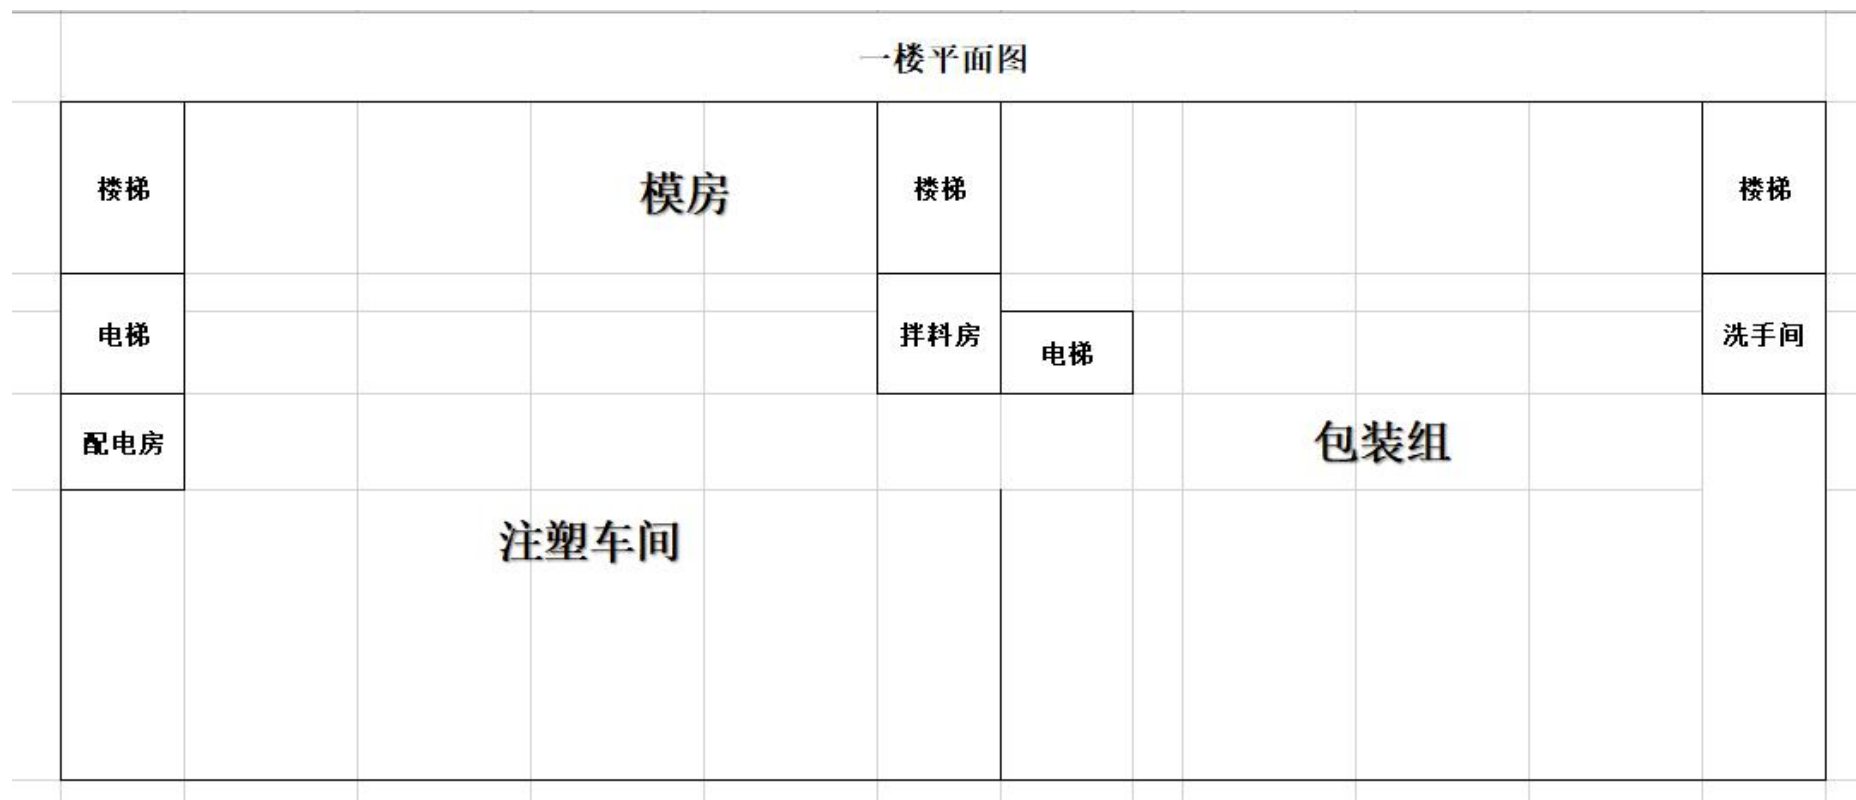 一楼平面图
楼梯
模房
楼梯
楼梯
电梯
拌料房
电梯
洗手间
配电房
包装组
注塑车间